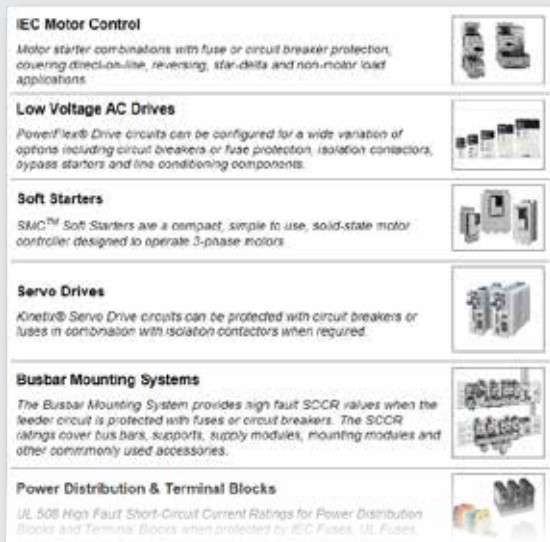 IEC Motor Control
Motor starter combinations with fuse or circuit breaker protection,
covering direct-on-line, reversing, star-delta and non-motor load
applications.
Low Voltage AC Drives
PowerFlex® Drive circuits can be configured for a wide variation of
options including circuit breakers or fuse protection, isolation contactors,
bypass starters and line conditioning components.
Soft Starters
SMC™ Soft Starters are a compact, simple to use, solid-state motor
controller designed to operate 3-phase motors
Servo Drives
Kinetix® Servo Drive circuits can be protected with circuit breakers or
fuses in combination with isolation contactors when required.
Busbar Mounting Systems
The Busbar Mounting System provides high fault SCCR values when the
feeder circuit is protected with fuses or circuit breakers. The SCCR
ratings cover bus bars, supports, supply modules, mounting modules and
other commmonly used accessories.
Power Distribution & Terminal Blocks
UL 508 High Fault Short-Circuit Current Ratings for Power Distribution
Blocks and Terminal Blocks when protected by IEC Fuses, UL Fuses,